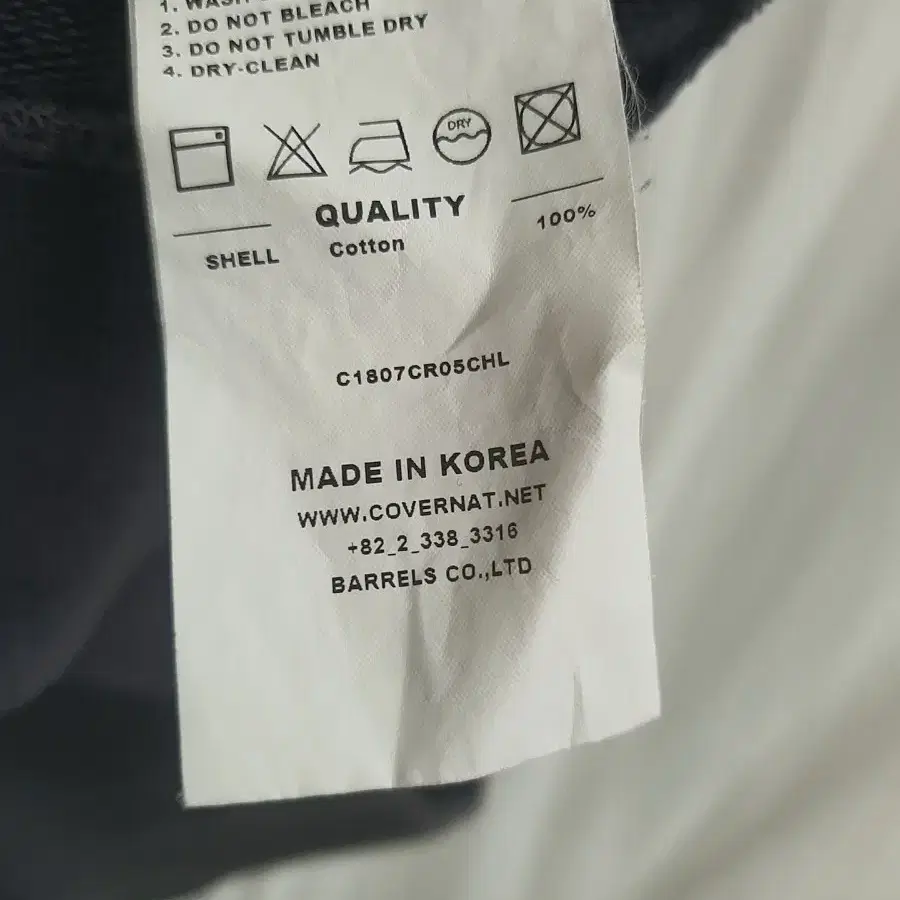 2. DO NOT BLEACH
3. DO NOT TUMBLE DRY
4. DRY-CLEAN
DRY
QUALITY
SHELL Cotton 100%
C1807CR05CHL
MADE IN KOREA
WWW.COVERNAT.NET
+82_2_338_3316
BARRELS CO.,LTD